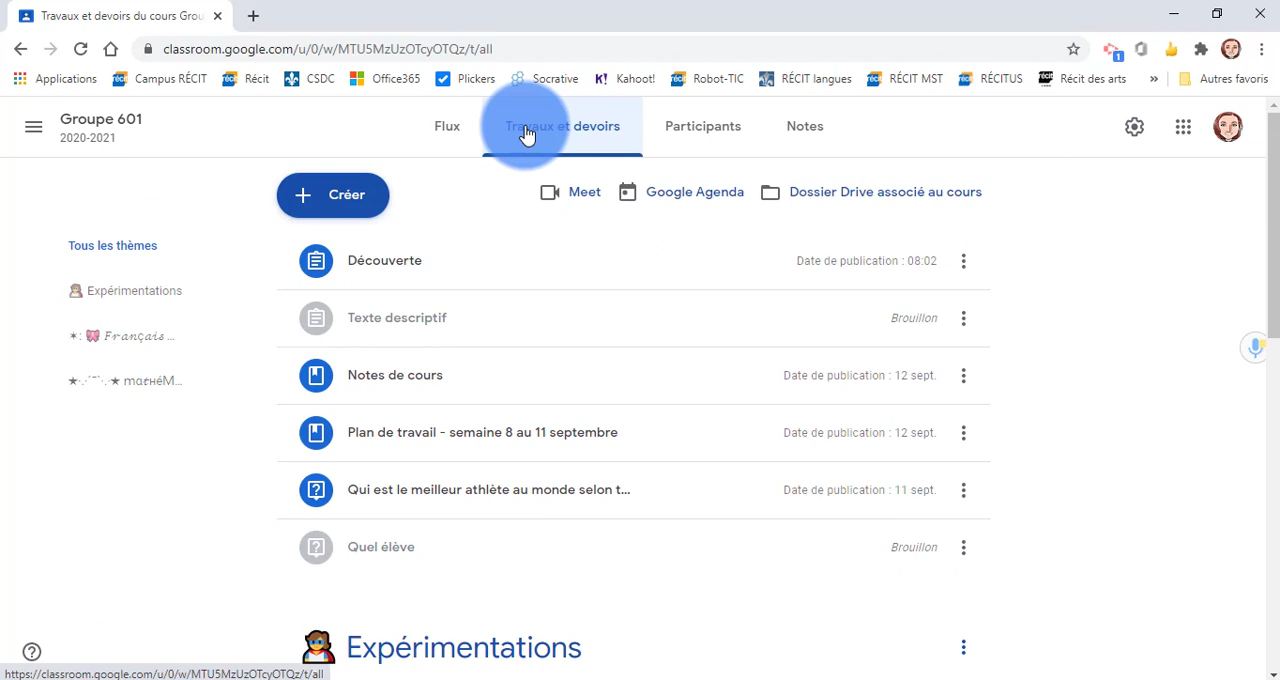 Travaux et devoirs du cours Grou
classroom.google.com/u/0/w/MTU5MzUzOTcyOTQz/t/all
Applications Campus RÉCIT Récit CSDC Office365 Plickers Socrative Kahoot! Robot-TIC RÉCIT langues RÉCIT MST RÉCITUS Récit des arts » Autres favoris
Groupe 601
2020-2021
Flux Travaux et devoirs Participants Notes
+ Créer
Meet Google Agenda Dossier Drive associé au cours
Tous les thèmes
Expérimentations
✶: 🎀 𝓕𝓻𝓪𝓷ç𝓪𝓲𝓼 ...
★·.·´¯`·.·★ mαтнéM...
Découverte Date de publication : 08:02
Texte descriptif Brouillon
Notes de cours Date de publication : 12 sept.
Plan de travail - semaine 8 au 11 septembre Date de publication : 12 sept.
Qui est le meilleur athlète au monde selon t... Date de publication : 11 sept.
Quel élève Brouillon
Expérimentations
https://classroom.google.com/u/0/w/MTU5MzUzOTcyOTQz/t/all